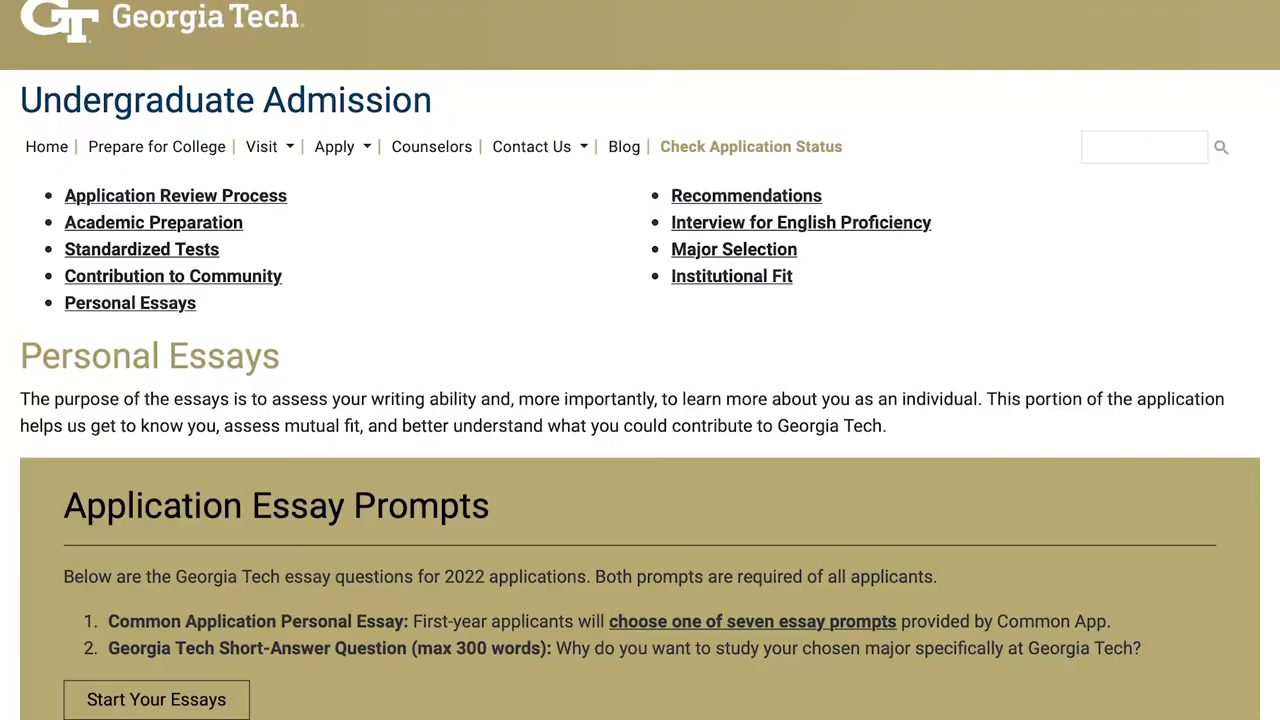 GT Georgia Tech
Undergraduate Admission
Home | Prepare for College | Visit | Apply | Counselors | Contact Us | Blog | Check Application Status
Application Review Process
Academic Preparation
Standardized Tests
Contribution to Community
Personal Essays
Recommendations
Interview for English Proficiency
Major Selection
Institutional Fit
Personal Essays
The purpose of the essays is to assess your writing ability and, more importantly, to learn more about you as an individual. This portion of the application
helps us get to know you, assess mutual fit, and better understand what you could contribute to Georgia Tech.
Application Essay Prompts
Below are the Georgia Tech essay questions for 2022 applications. Both prompts are required of all applicants.
1. Common Application Personal Essay: First-year applicants will choose one of seven essay prompts provided by Common App.
2. Georgia Tech Short-Answer Question (max 300 words): Why do you want to study your chosen major specifically at Georgia Tech?
Start Your Essays